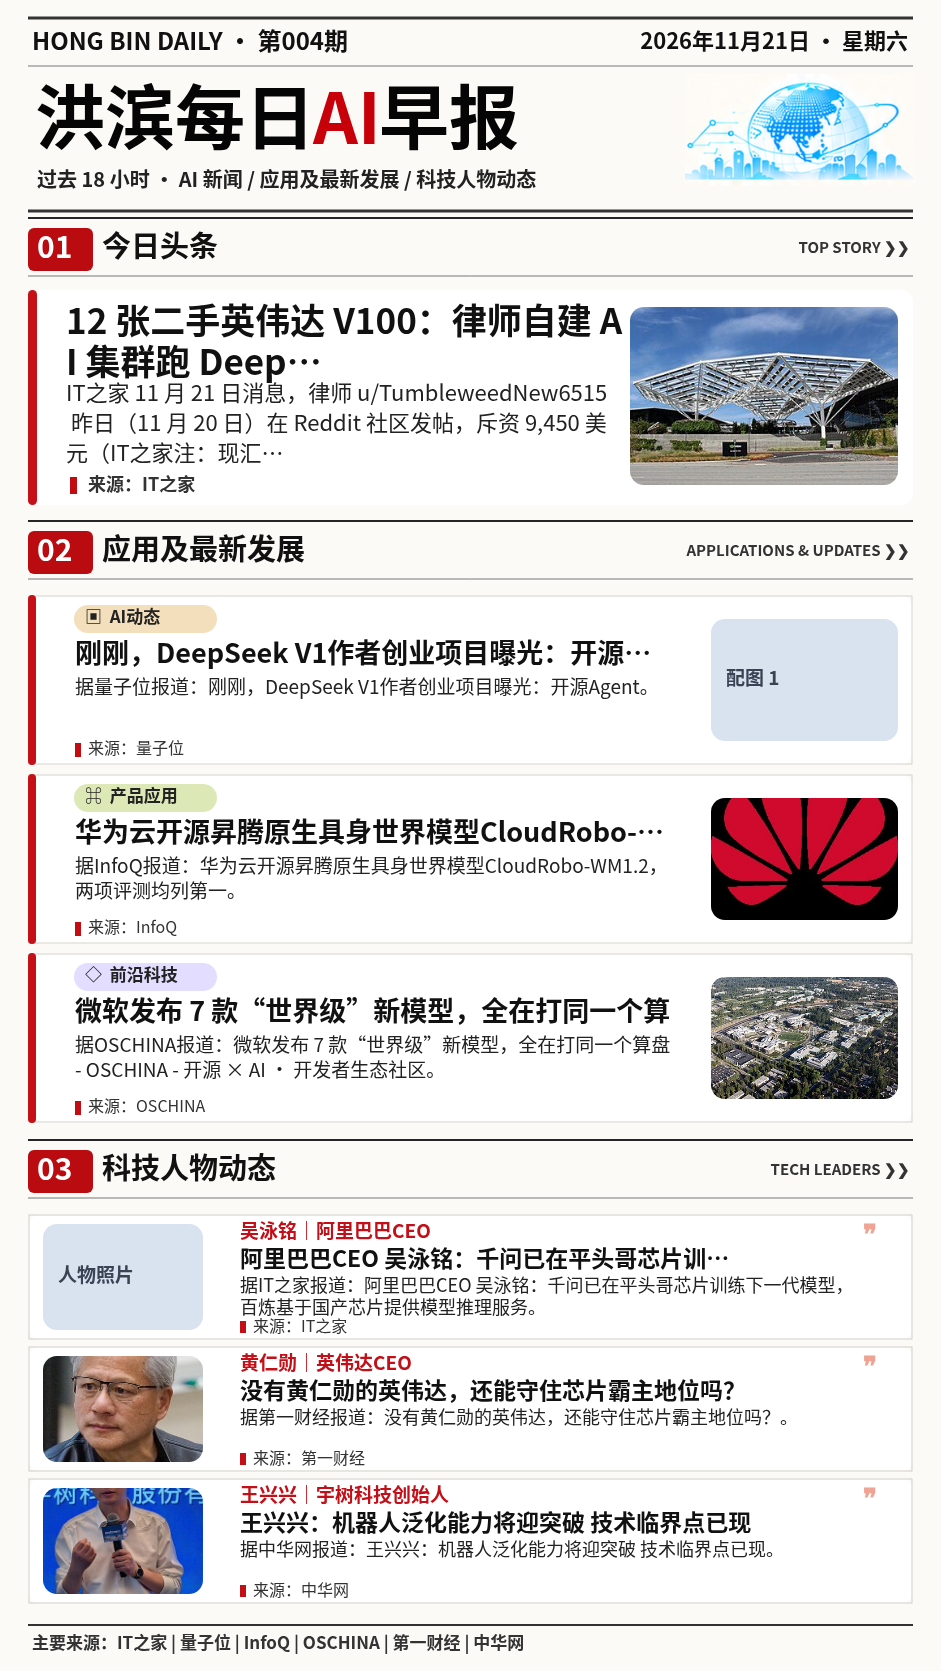 HONG BIN DAILY · 第004期
2026年11月21日 · 星期六
洪滨每日AI早报
过去 18 小时 · AI 新闻 / 应用及最新发展 / 科技人物动态
01 今日头条
TOP STORY ❯❯
12 张二手英伟达 V100：律师自建 A
I 集群跑 Deep…
IT之家 11 月 21 日消息，律师 u/TumbleweedNew6515
昨日（11 月 20 日）在 Reddit 社区发帖，斥资 9,450 美
元（IT之家注：现汇…
来源：IT之家
02 应用及最新发展
APPLICATIONS & UPDATES ❯❯
▣ AI动态
刚刚，DeepSeek V1作者创业项目曝光：开源…
据量子位报道：刚刚，DeepSeek V1作者创业项目曝光：开源Agent。
来源：量子位
配图 1
⌘ 产品应用
华为云开源昇腾原生具身世界模型CloudRobo-…
据InfoQ报道：华为云开源昇腾原生具身世界模型CloudRobo-WM1.2，
两项评测均列第一。
来源：InfoQ
◇ 前沿科技
微软发布 7 款“世界级”新模型，全在打同一个算
据OSCHINA报道：微软发布 7 款“世界级”新模型，全在打同一个算盘
- OSCHINA - 开源 × AI · 开发者生态社区。
来源：OSCHINA
03 科技人物动态
TECH LEADERS ❯❯
人物照片
吴泳铭｜阿里巴巴CEO
阿里巴巴CEO 吴泳铭：千问已在平头哥芯片训…
据IT之家报道：阿里巴巴CEO 吴泳铭：千问已在平头哥芯片训练下一代模型，
百炼基于国产芯片提供模型推理服务。
来源：IT之家
黄仁勋｜英伟达CEO
没有黄仁勋的英伟达，还能守住芯片霸主地位吗？
据第一财经报道：没有黄仁勋的英伟达，还能守住芯片霸主地位吗？。
来源：第一财经
树科 股份有
王兴兴｜宇树科技创始人
王兴兴：机器人泛化能力将迎突破 技术临界点已现
据中华网报道：王兴兴：机器人泛化能力将迎突破 技术临界点已现。
来源：中华网
主要来源：IT之家 | 量子位 | InfoQ | OSCHINA | 第一财经 | 中华网